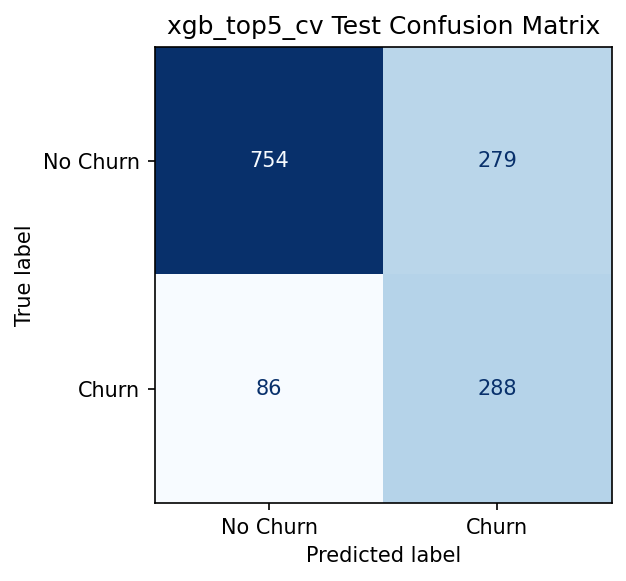 xgb_top5_cv Test Confusion Matrix
True label
No Churn
754
279
Churn
86
288
No Churn
Churn
Predicted label